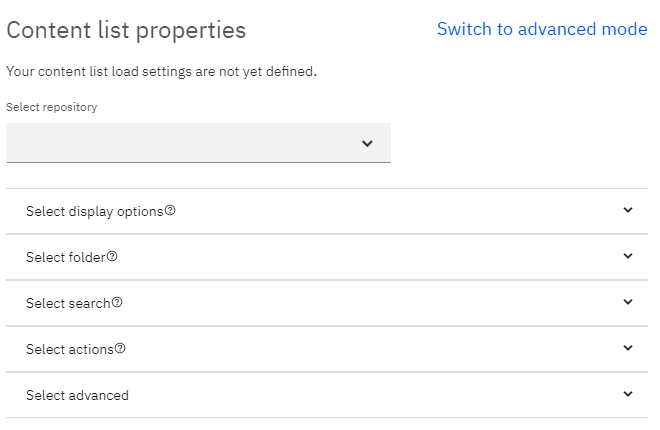 Content list properties
Switch to advanced mode
Your content list load settings are not yet defined.
Select repository
Select display options
Select folder
Select search
Select actions
Select advanced